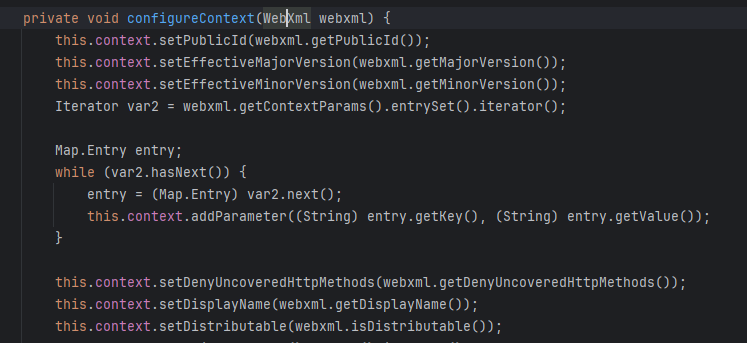 private void configureContext(WebXml webxml) {
this.context.setPublicId(webxml.getPublicId());
this.context.setEffectiveMajorVersion(webxml.getMajorVersion());
this.context.setEffectiveMinorVersion(webxml.getMinorVersion());
Iterator var2 = webxml.getContextParams().entrySet().iterator();
Map.Entry entry;
while (var2.hasNext()) {
entry = (Map.Entry) var2.next();
this.context.addParameter((String) entry.getKey(), (String) entry.getValue());
}
this.context.setDenyUncoveredHttpMethods(webxml.getDenyUncoveredHttpMethods());
this.context.setDisplayName(webxml.getDisplayName());
this.context.setDistributable(webxml.isDistributable());